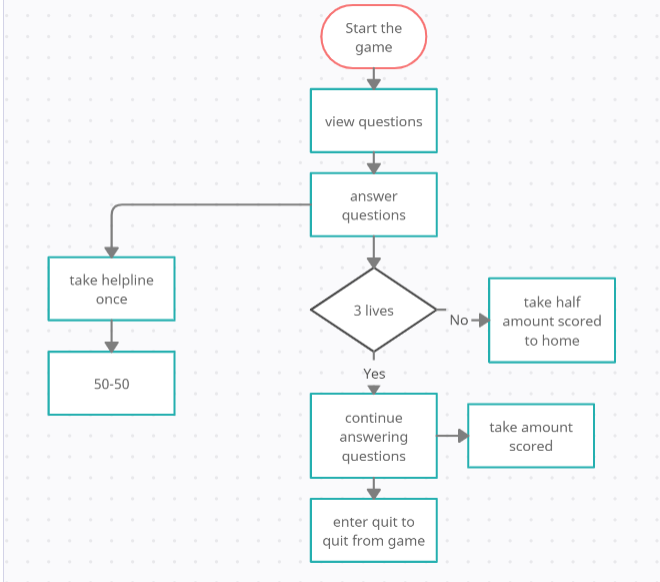 Start the
game
view questions
answer
questions
take helpline
once
50-50
3 lives
No
take half
amount scored
to home
Yes
continue
answering
questions
take amount
scored
enter quit to
quit from game